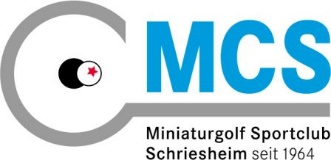 MCS
Miniaturgolf Sportclub
Schriesheim seit 1964